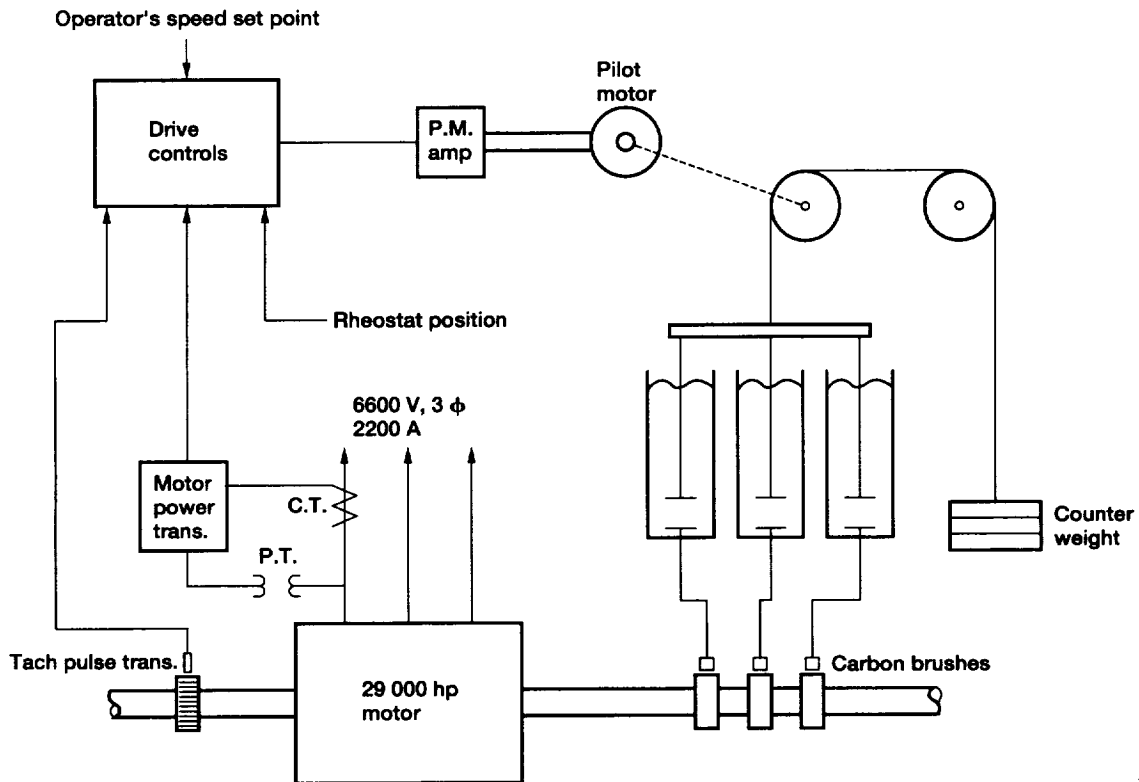 Operator's speed set point
Drive
controls
P.M.
amp
Pilot
motor
Rheostat position
6600 V, 3 ϕ
2200 A
Motor
power
trans.
C.T.
P.T.
Counter
weight
Tach pulse trans.
29 000 hp
motor
Carbon brushes